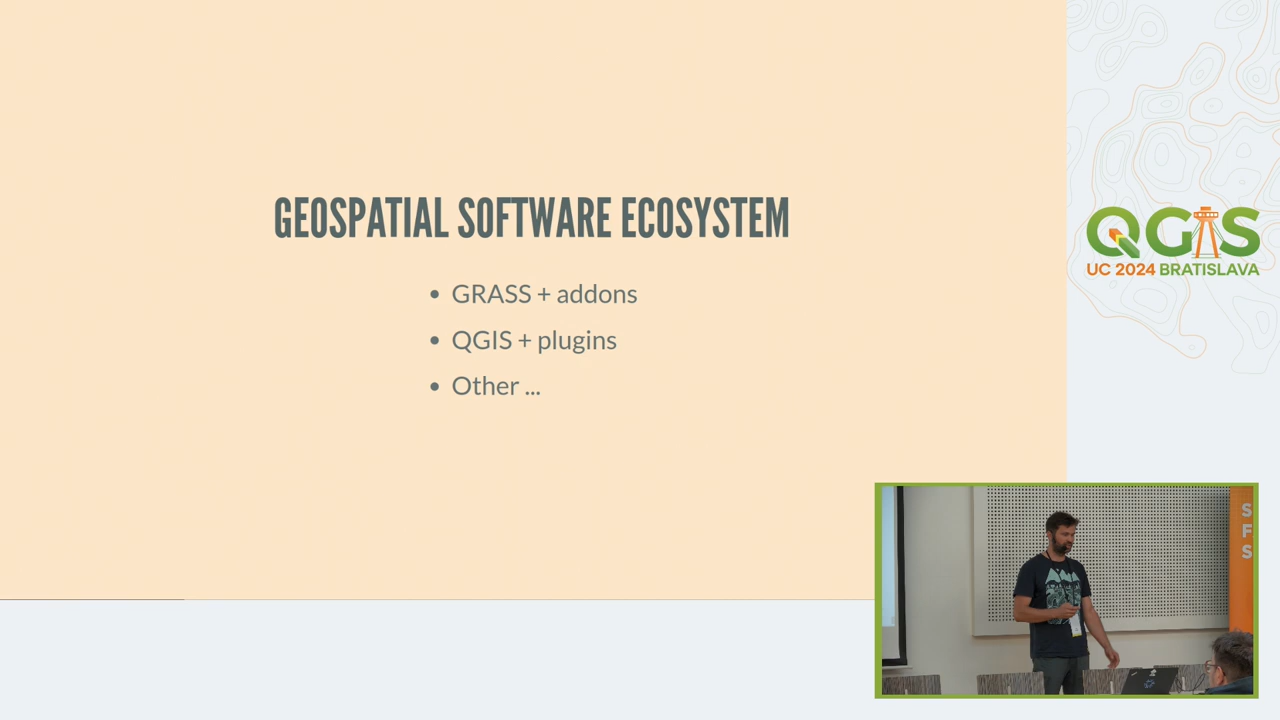 GEOSPATIAL SOFTWARE ECOSYSTEM
GRASS + addons
QGIS + plugins
Other ...
QGIS
UC 2024 BRATISLAVA
S
F
S